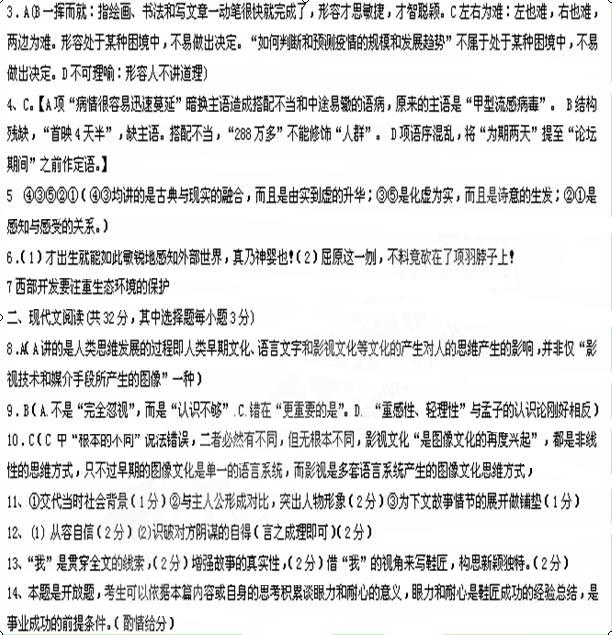 3．A(B 一挥而就：指绘画、书法和写文章一动笔很快就完成了，形容才思敏捷，才智聪颖。C 左右为难：左也难，右也难，
两边为难。形容处于某种困境中，不易做出决定。“如何判断和预测疫情的规模和发展趋势”不属于处于某种困境中，不易
做出决定。D 不可理喻：形容人不讲道理)
4、C。【A 项“病情很容易迅速蔓延”暗换主语造成搭配不当和中途易辙的语病，原来的主语是“甲型流感病毒”。 B 结构
残缺，“首映 4 天半”，缺主语。搭配不当，“288 万多”不能修饰“人群”。 D 项语序混乱，将“为期两天”提至“论坛
期间”之前作定语。】
5 ④③⑤②①(④③均讲的是古典与现实的融合，而且是由实到虚的升华；③⑤是化虚为实，而且是诗意的生发；②①是
感知与感受的关系。)
6.(1)才出生就能如此敏锐地感知外部世界，真乃神婴也！(2)屈原这一刎，不料竟砍在了项羽脖子上！
7 西部开发要注重生态环境的保护
二、现代文阅读(共 32 分，其中选择题每小题 3 分)
8．A( A 讲的是人类思维发展的过程即人类早期文化、语言文字和影视文化等文化的产生对人的思维产生的影响，并非仅“影
视技术和媒介手段所产生的图像”一种)
9．B(A.不是“完全忽视”，而是“认识不够”.C.错在“更重要的是”。D. “重感性、轻理性”与孟子的认识论刚好相反)
10．C(C 中“根本的不同”说法错误，二者必然有不同，但无根本不同，影视文化“是图像文化的再度兴起”，都是非线
性的思维方式，只不过早期的图像文化是单一的语言系统，而影视是多套语言系统产生的图像文化思维方式)
11、①交代当时社会背景(1 分)②与主人公形成对比，突出人物形象(2 分)③为下文故事情节的展开做铺垫(1 分)
12、(1) 从容自信(2 分)(2)识破对方阴谋的自得(言之成理即可)(2 分)
13、“我”是贯穿全文的线索，(2 分)增强故事的真实性，(2 分)借“我”的视角来写鞋匠，构思新颖独特。(2 分)
14、本题是开放题，考生可以依据本篇内容或自身的思考积累谈眼力和耐心的意义，眼力和耐心是鞋匠成功的经验总结，是
事业成功的前提条件。(酌情给分)